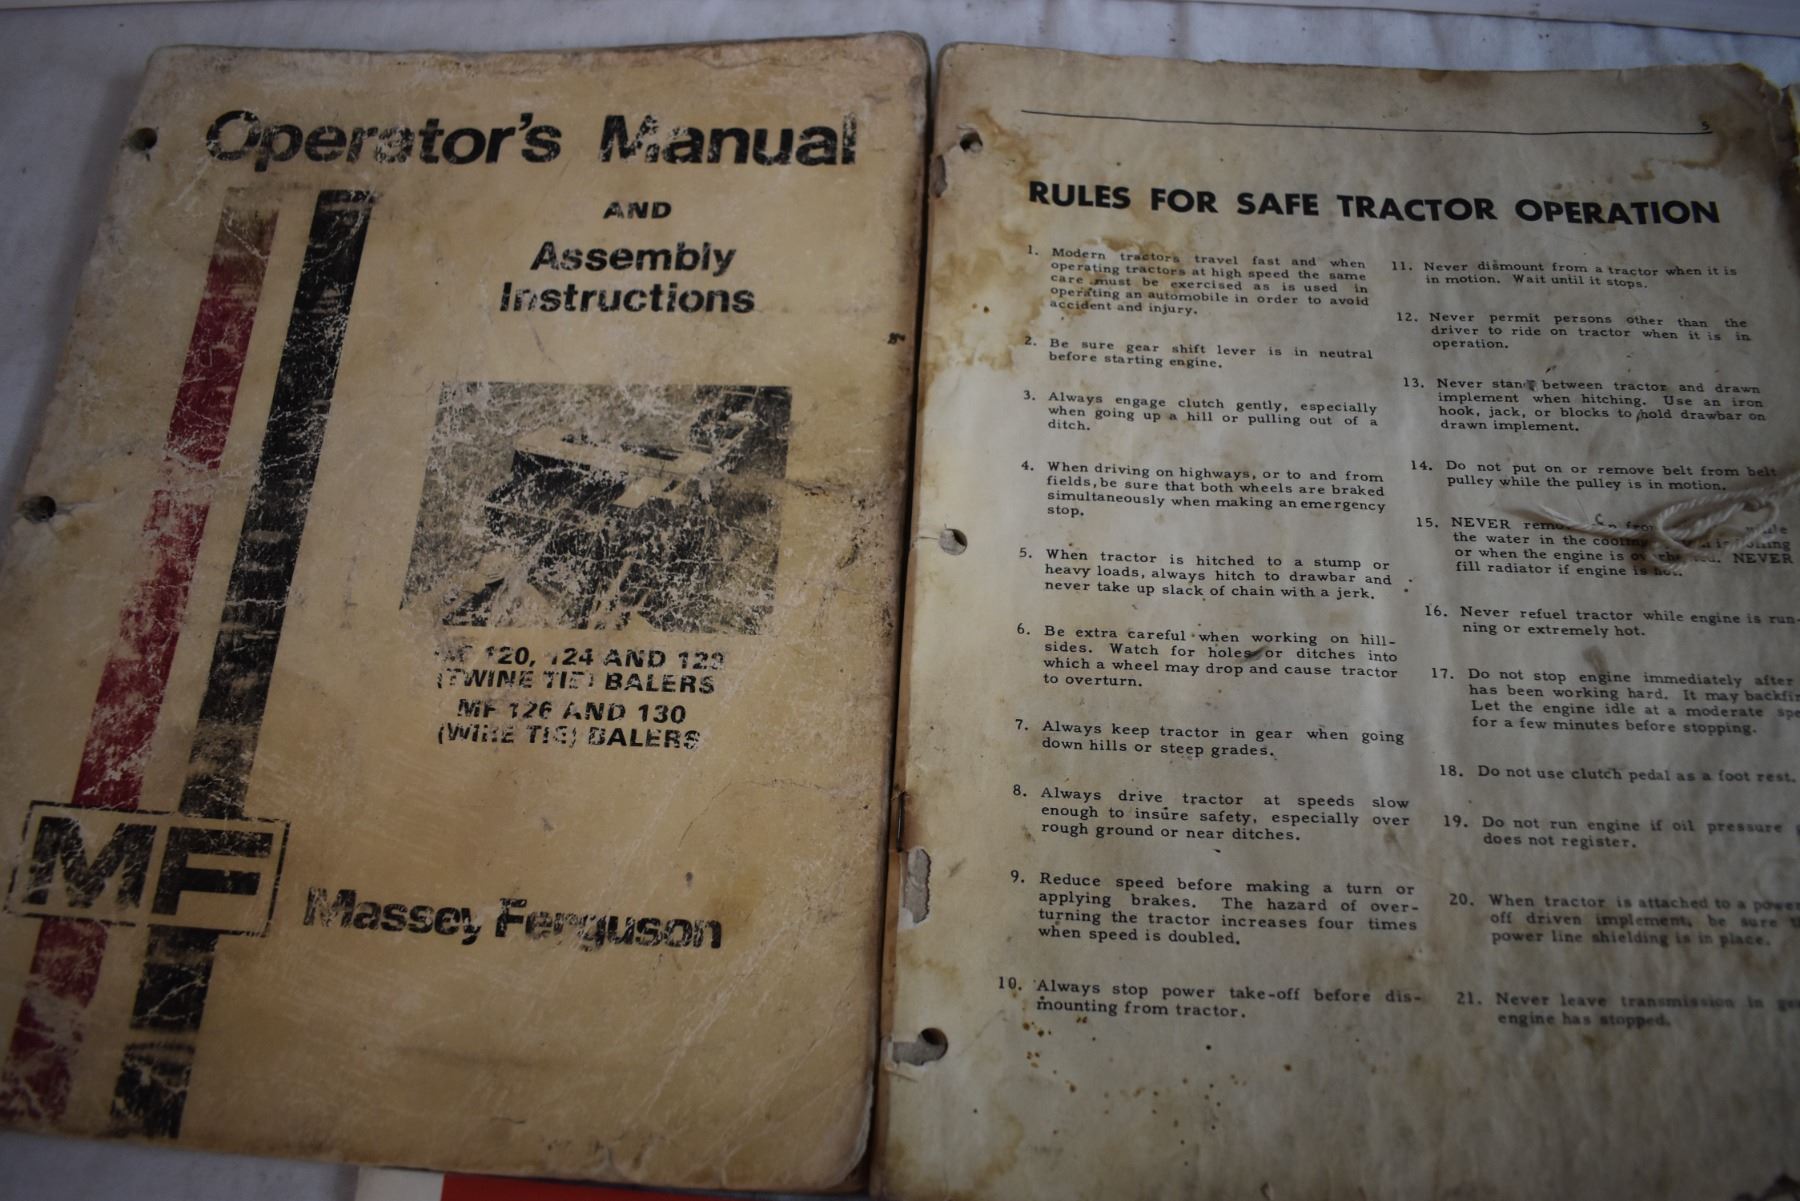 Operator's Manual
AND
Assembly
Instructions
MF 120, 124 AND 129
(TWINE TIE) BALERS
MF 126 AND 130
(WIRE TIE) BALERS
MF
Massey Ferguson
5
RULES FOR SAFE TRACTOR OPERATION
1. Modern tractors travel fast and when
operating tractors at high speed the same
care must be exercised as is used in
operating an automobile in order to avoid
accident and injury.
2. Be sure gear shift lever is in neutral
before starting engine.
3. Always engage clutch gently, especially
when going up a hill or pulling out of a
ditch.
4. When driving on highways, or to and from
fields, be sure that both wheels are braked
simultaneously when making an emergency
stop.
5. When tractor is hitched to a stump or
heavy loads, always hitch to drawbar and
never take up slack of chain with a jerk.
6. Be extra careful when working on hill-
sides. Watch for holes or ditches into
which a wheel may drop and cause tractor
to overturn.
7. Always keep tractor in gear when going
down hills or steep grades.
8. Always drive tractor at speeds slow
enough to insure safety, especially over
rough ground or near ditches.
9. Reduce speed before making a turn or
applying brakes. The hazard of over-
turning the tractor increases four times
when speed is doubled.
10. Always stop power take-off before dis-
mounting from tractor.
11. Never dismount from a tractor when it is
in motion. Wait until it stops.
12. Never permit persons other than the
driver to ride on tractor when it is in
operation.
13. Never stand between tractor and drawn
implement when hitching. Use an iron
hook, jack, or blocks to hold drawbar on
drawn implement.
14. Do not put on or remove belt from belt
pulley while the pulley is in motion.
15. NEVER from while
the water in the cooling
or when the engine is NEVER
fill radiator if engine is hot.
16. Never refuel tractor while engine is run-
ning or extremely hot.
17. Do not stop engine immediately after
has been working hard. It may
Let the engine idle at a moderate
for a few minutes before stopping.
18. Do not use clutch pedal as a foot rest.
19. Do not run engine if oil pressure
does not register.
20. When tractor is attached to a power
off driven implement, be sure
power line shielding is in place.
21. Never leave transmission in
engine has stopped.